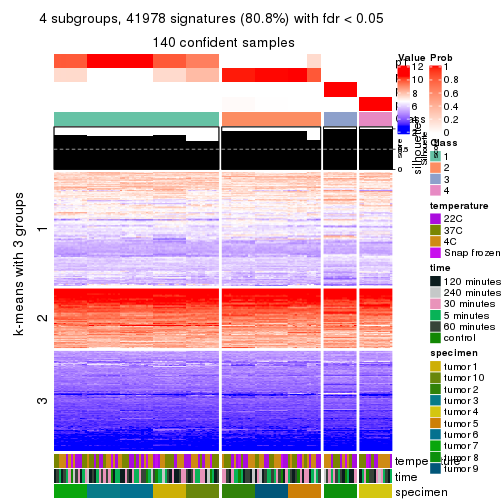 4 subgroups, 41978 signatures (80.8%) with fdr < 0.05
140 confident samples
k-means with 3 groups
1
2
3
Value
12
10
8
6
Prob
1
0.8
0.6
0.4
0.2
0
Class
2
3
4
silhouette
temperature
22C
37C
4C
Snap frozen
time
120 minutes
240 minutes
30 minutes
5 minutes
60 minutes
control
specimen
tumor 1
tumor 10
tumor 2
tumor 3
tumor 4
tumor 5
tumor 6
tumor 7
tumor 8
tumor 9
temperature
time
specimen